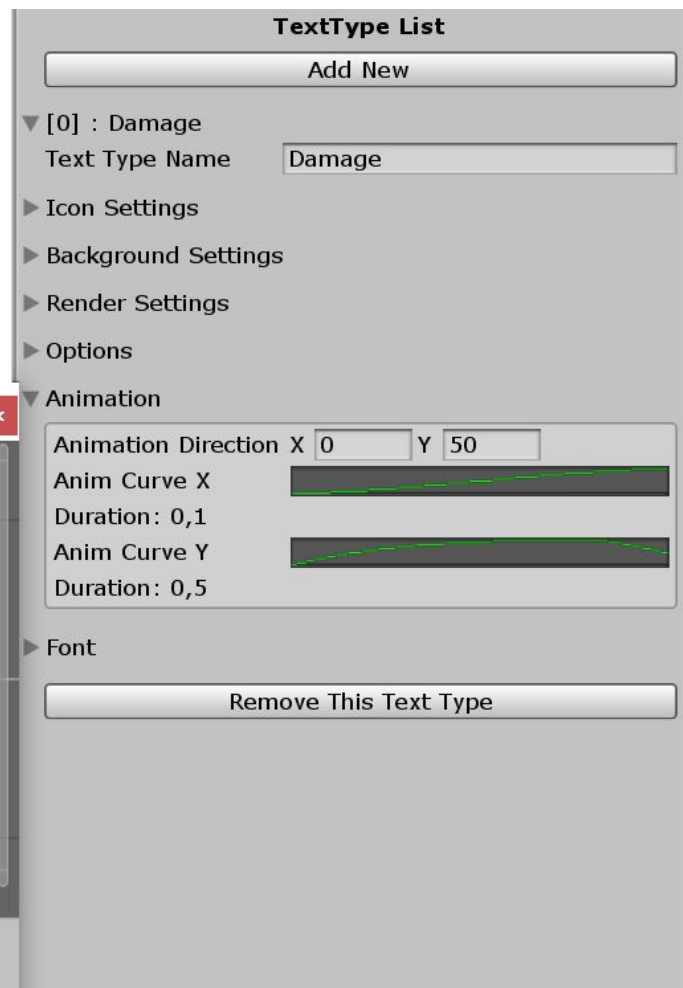 TextType List
Add New
[0] : Damage
Text Type Name Damage
Icon Settings
Background Settings
Render Settings
Options
Animation
Animation Direction X 0 Y 50
Anim Curve X
Duration: 0,1
Anim Curve Y
Duration: 0,5
Font
Remove This Text Type